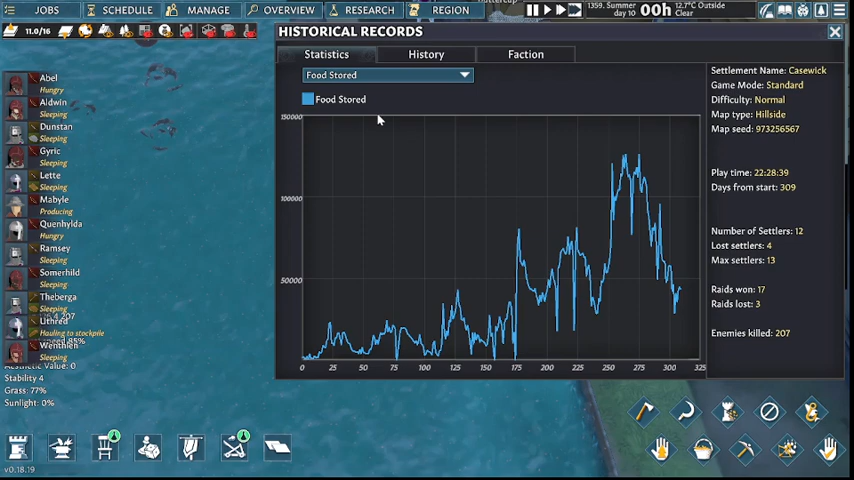 JOBS
SCHEDULE
MANAGE
OVERVIEW
RESEARCH
REGION
1359. Summer
day 10
00h
12.7°C Outside
Clear
11.0/16
HISTORICAL RECORDS
Statistics
History
Faction
Food Stored
Food Stored
150000
100000
50000
0
25
50
75
100
125
150
175
200
225
250
275
300
325
Settlement Name: Casewick
Game Mode: Standard
Difficulty: Normal
Map type: Hillside
Map seed: 973256567
Play time: 22:28:39
Days from start: 309
Number of Settlers: 12
Lost settlers: 4
Max settlers: 13
Raids won: 17
Raids lost: 3
Enemies killed: 207
Abel
Hungry
Aldwin
Sleeping
Dunstan
Sleeping
Gyric
Sleeping
Lette
Sleeping
Mabyle
Producing
Quenhylda
Hungry
Ramsey
Sleeping
Somerhild
Sleeping
Theberga
Sleeping
Uthred
Hauling to stockpile
Wenthlen
Sleeping
Aesthetic Value: 0
Stability 4
Grass: 77%
Sunlight: 0%
v0.18.19